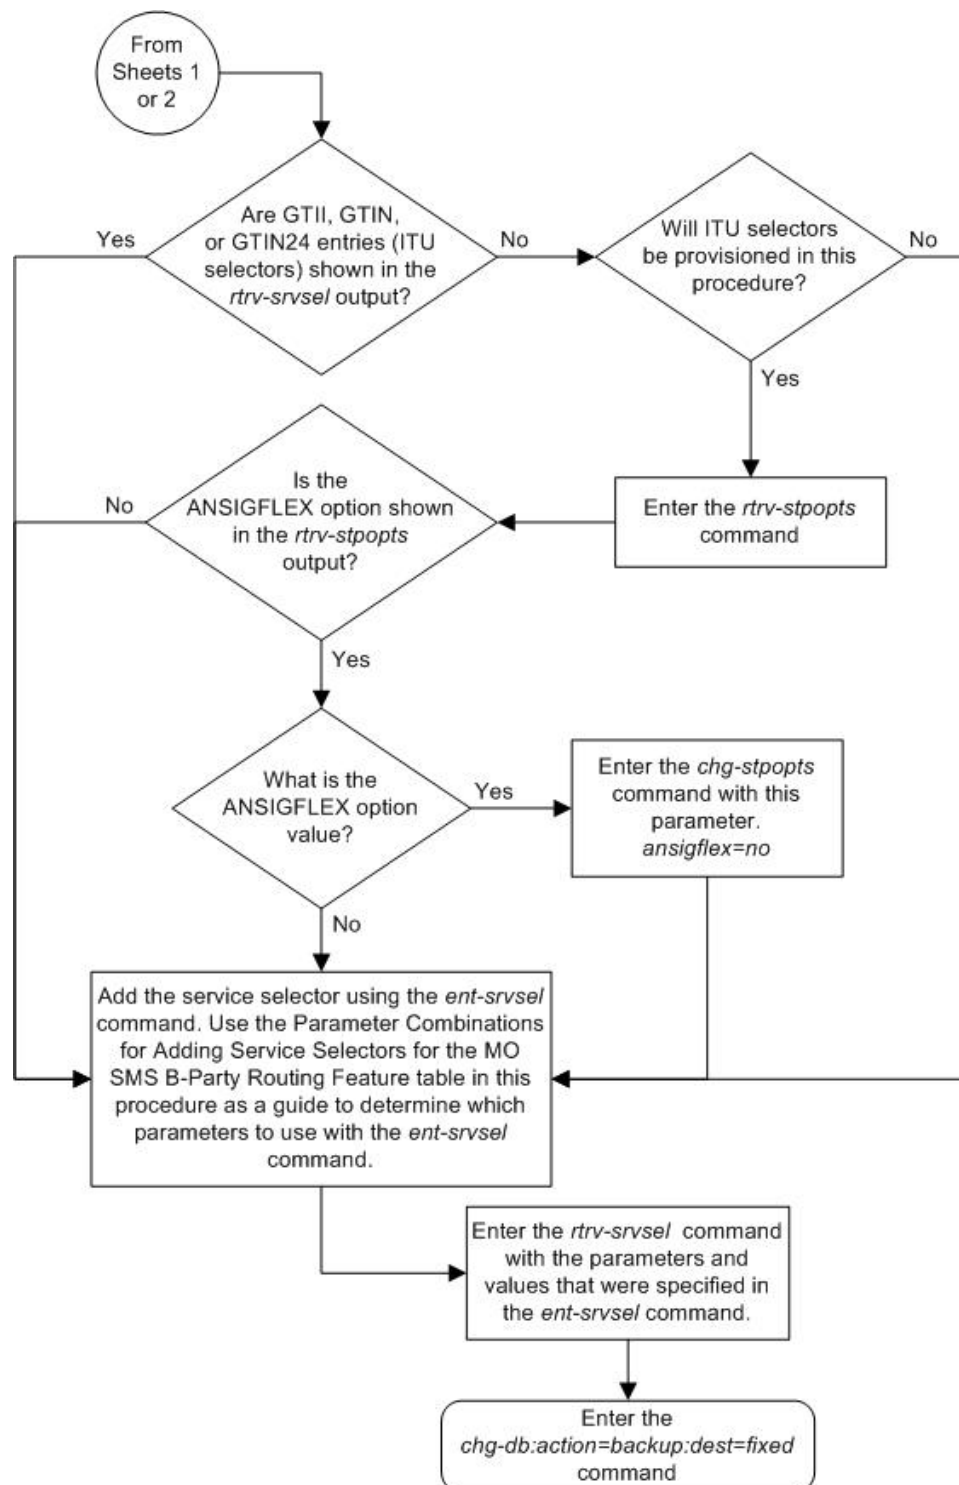 From
Sheets 1
or 2
Are GTII, GTIN,
or GTIN24 entries (ITU
selectors) shown in the
rtrv-srvsel output?
Yes
No
Will ITU selectors
be provisioned in this
procedure?
No
Yes
Enter the rtrv-stpopts
command
Is the
ANSIGFLEX option shown
in the rtrv-stpopts
output?
No
Yes
What is the
ANSIGFLEX option
value?
Yes
Enter the chg-stpopts
command with this
parameter.
ansigflex=no
No
Add the service selector using the ent-srvsel
command. Use the Parameter Combinations
for Adding Service Selectors for the MO
SMS B-Party Routing Feature table in this
procedure as a guide to determine which
parameters to use with the ent-srvsel
command.
Enter the rtrv-srvsel command
with the parameters and
values that were specified in
the ent-srvsel command.
Enter the
chg-db:action=backup:dest=fixed
command